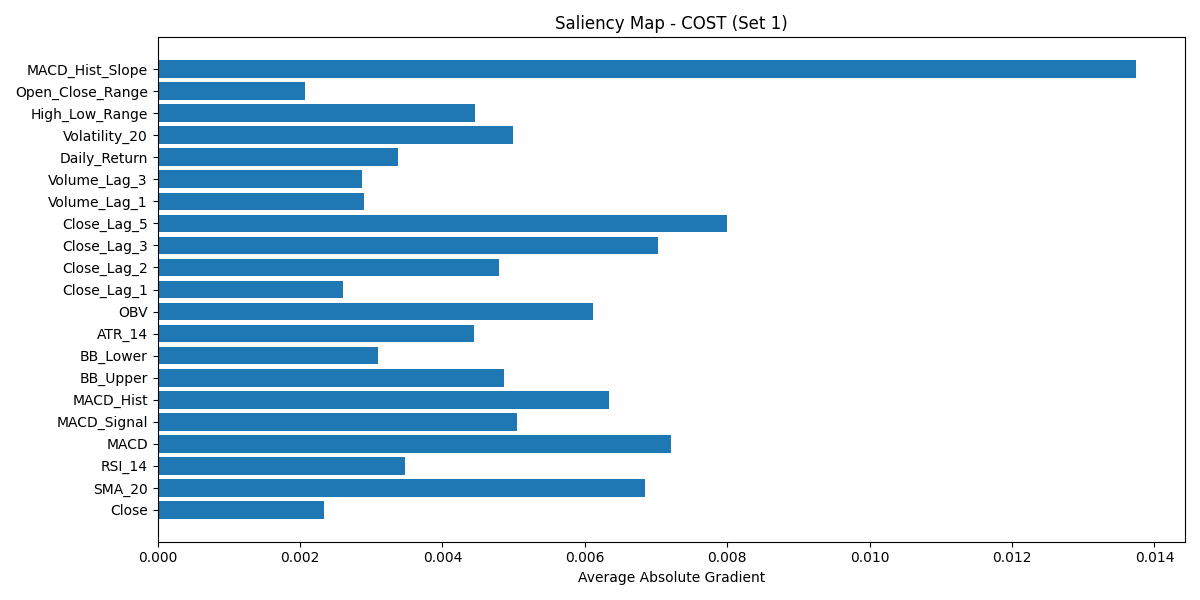 Saliency Map - COST (Set 1)
MACD_Hist_Slope
Open_Close_Range
High_Low_Range
Volatility_20
Daily_Return
Volume_Lag_3
Volume_Lag_1
Close_Lag_5
Close_Lag_3
Close_Lag_2
Close_Lag_1
OBV
ATR_14
BB_Lower
BB_Upper
MACD_Hist
MACD_Signal
MACD
RSI_14
SMA_20
Close
0.000 0.002 0.004 0.006 0.008 0.010 0.012 0.014
Average Absolute Gradient